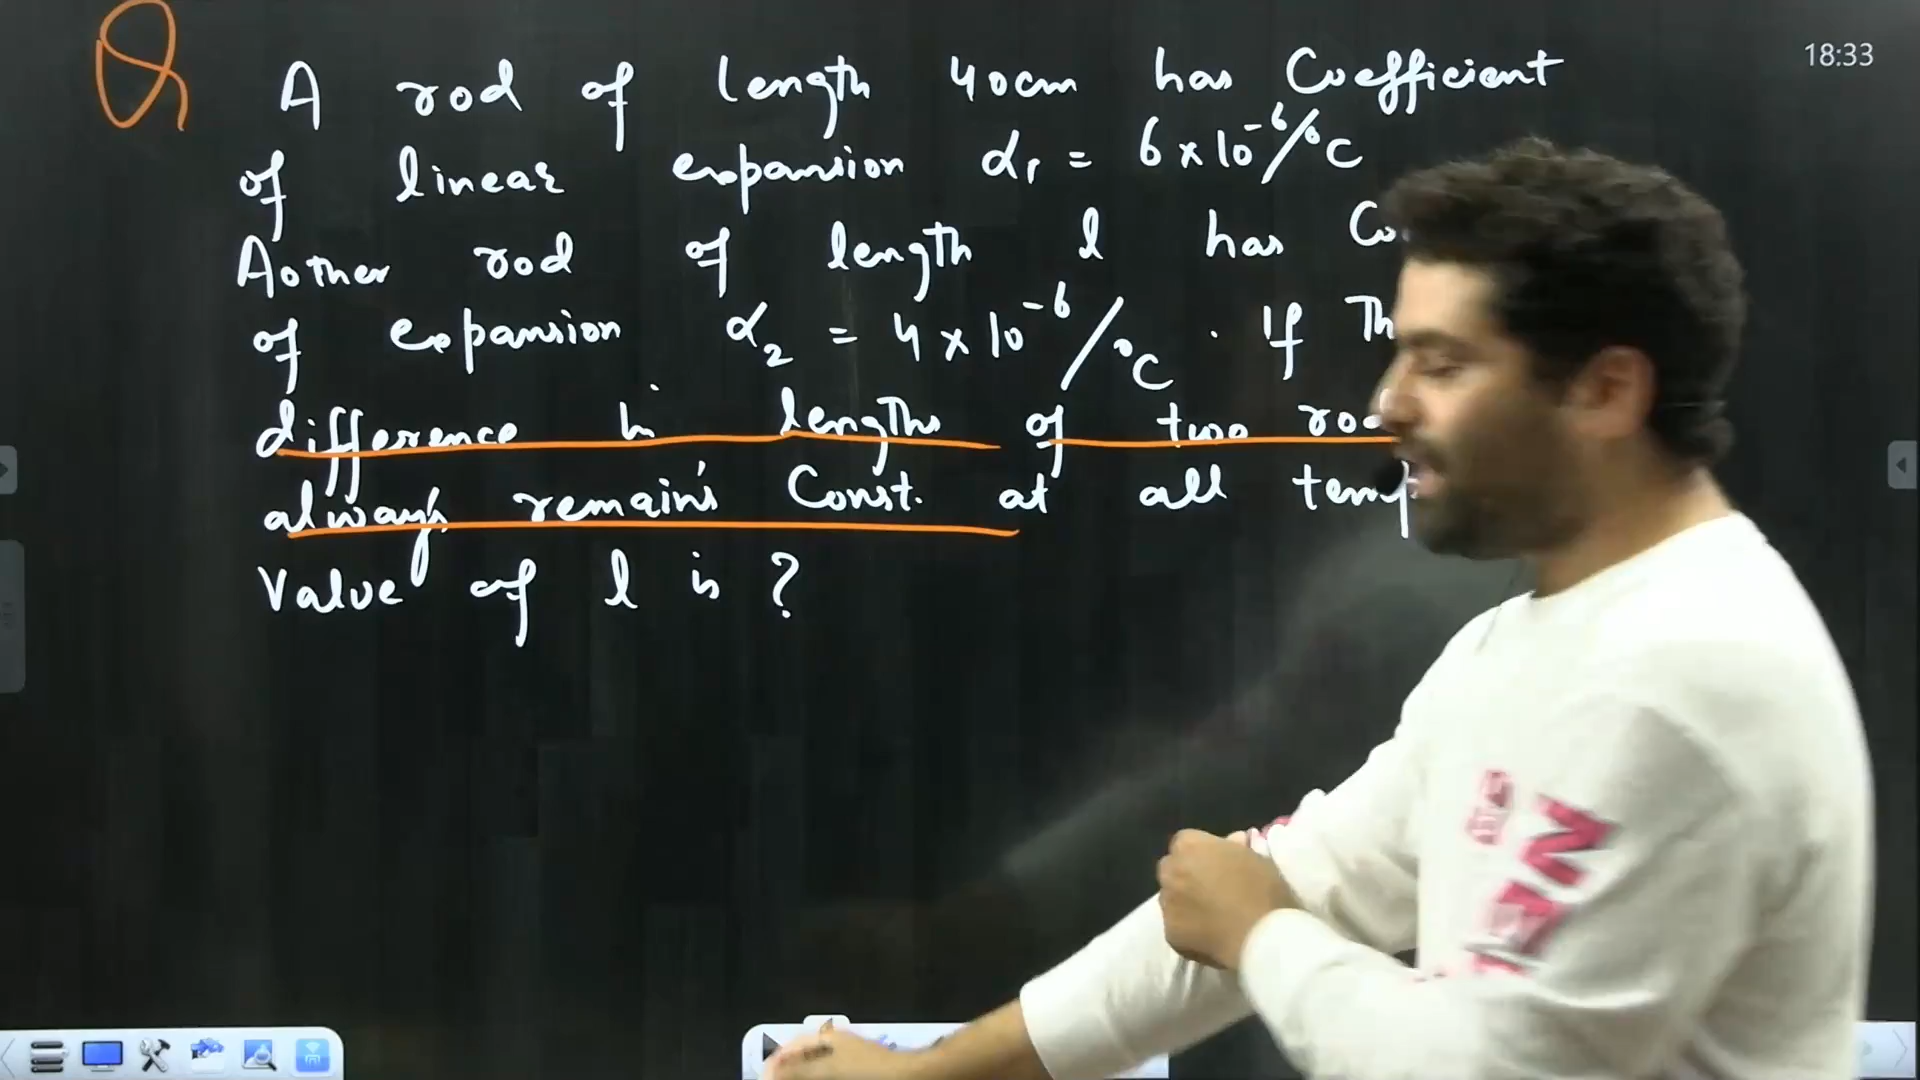 18:33
Q
A rod of length 40cm has Coefficient
of linear expansion α₁ = 6×10⁻⁶/°C
Aother rod of length l has
of expansion α₂ = 4×10⁻⁶/°C. If
difference in lengths of two
always remains Const. at all
Value of l is?